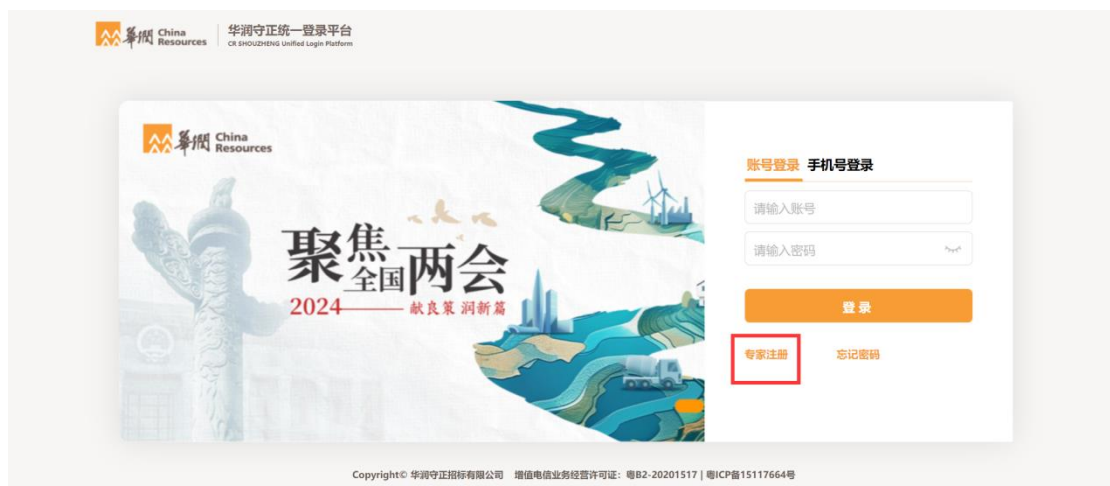 華潤 China Resources
华润守正统一登录平台
CR SHOUZHENG Unified Login Platform
華潤 China Resources
聚焦全国两会
2024——献良策 润新篇
账号登录 手机号登录
请输入账号
请输入密码
登 录
专家注册 忘记密码
Copyright© 华润守正招标有限公司 增值电信业务经营许可证：粤B2-20201517 | 粤ICP备15117664号